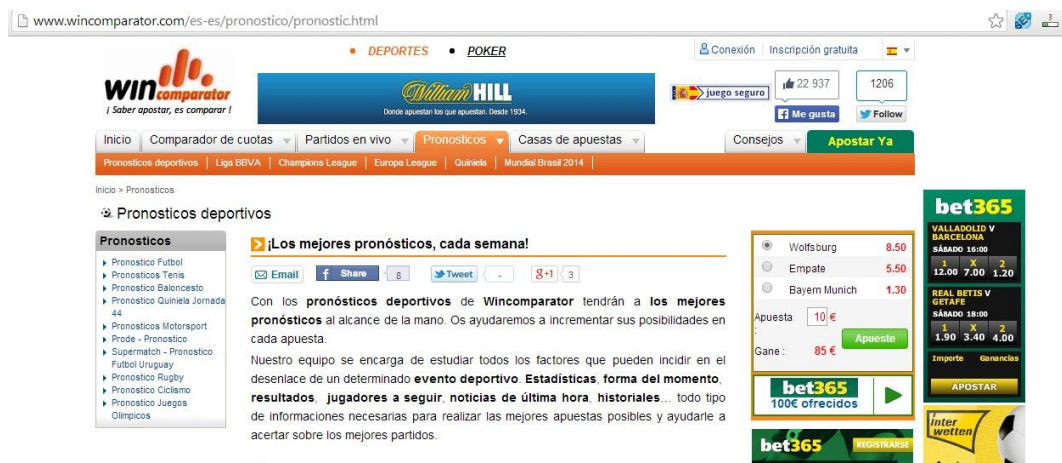 www.wincomparator.com/es-es/pronostico/pronostic.html
3
WIN comparator
¡ Saber apostar, es comparar !
DEPORTES
POKER
Conexión
Inscripción gratuita
William HILL
Donde apuestan los que apuestan. Desde 1934.
juego seguro
22 937
Me gusta
1206
Follow
Inicio
Comparador de cuotas
Partidos en vivo
Pronosticos
Casas de apuestas
Consejos
Apostar Ya
Pronosticos deportivos
Liga BBVA
Champions League
Europa League
Quiniela
Mundial Brasil 2014
Inicio > Pronosticos
Pronosticos deportivos
Pronosticos
Pronostico Futbol
Pronosticos Tenis
Pronostico Baloncesto
Pronostico Quiniela Jornada
44
Pronosticos Motorsport
Prode - Pronostico
Supermatch - Pronostico
Futbol Uruguay
Pronostico Rugby
Pronostico Ciclismo
Pronostico Juegos
Olimpicos
¡Los mejores pronósticos, cada semana!
Email
f Share
8
Tweet
-
g+1
3
Con los pronósticos deportivos de Wincomparator tendrán a los mejores
pronósticos al alcance de la mano. Os ayudaremos a incrementar sus posibilidades en
cada apuesta.
Nuestro equipo se encarga de estudiar todos los factores que pueden incidir en el
desenlace de un determinado evento deportivo. Estadísticas, forma del momento,
resultados, jugadores a seguir, noticias de última hora, historiales... todo tipo
de informaciones necesarias para realizar las mejores apuestas posibles y ayudarle a
acertar sobre los mejores partidos.
Wolfsburg 8.50
Empate 5.50
Bayern Munich 1.30
Apuesta
:
10 €
Apueste
Gane : 85 €
bet365
100€ ofrecidos
bet365
REGISTRARSE
bet365
VALLADOLID V
BARCELONA
SÁBADO 16:00
1 X 2
12.00 7.00 1.20
REAL BETIS V
GETAFE
SÁBADO 18:00
1 X 2
1.90 3.40 4.00
Importe Ganancias
APOSTAR
inter
wetten